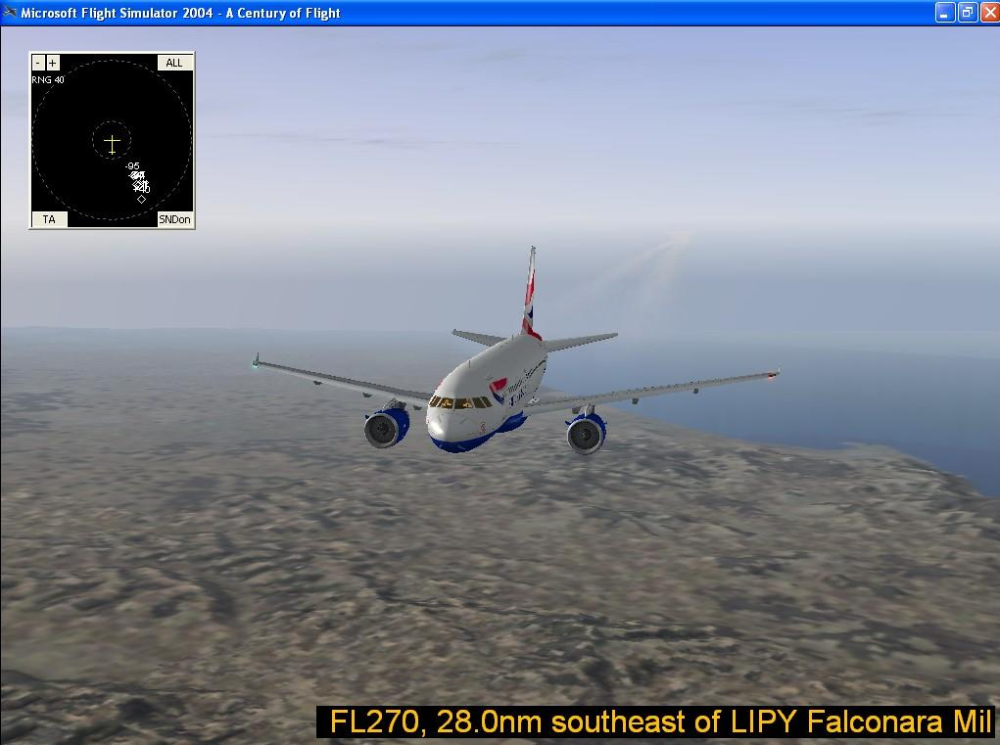 Microsoft Flight Simulator 2004 - A Century of Flight
- + ALL
RNG 40
-95
TA SNDon
FL270, 28.0nm southeast of LIPY Falconara Mil